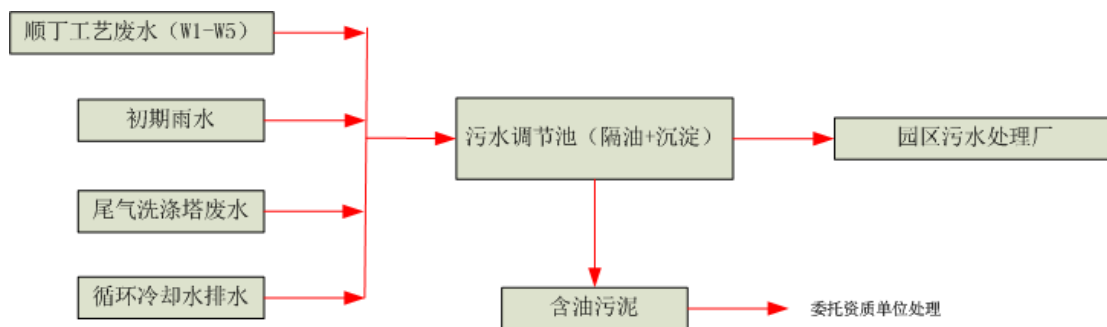 顺丁工艺废水（W1-W5）
初期雨水
尾气洗涤塔废水
循环冷却水排水
污水调节池（隔油+沉淀）
园区污水处理厂
含油污泥
委托资质单位处理